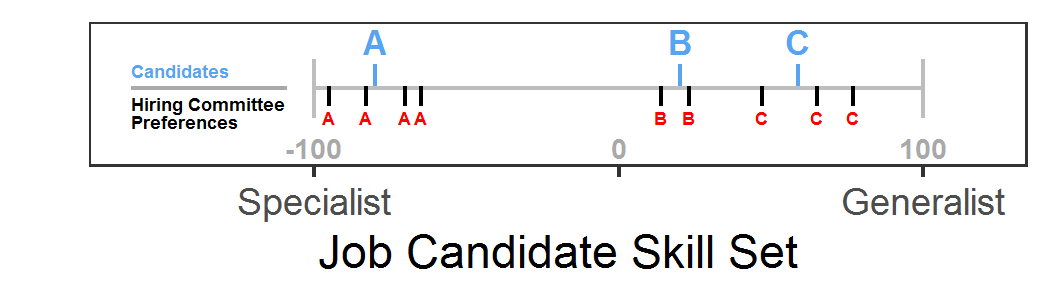 A B C
Candidates
Hiring Committee
Preferences
A A A A B B C C C
-100 0 100
Specialist Generalist
Job Candidate Skill Set